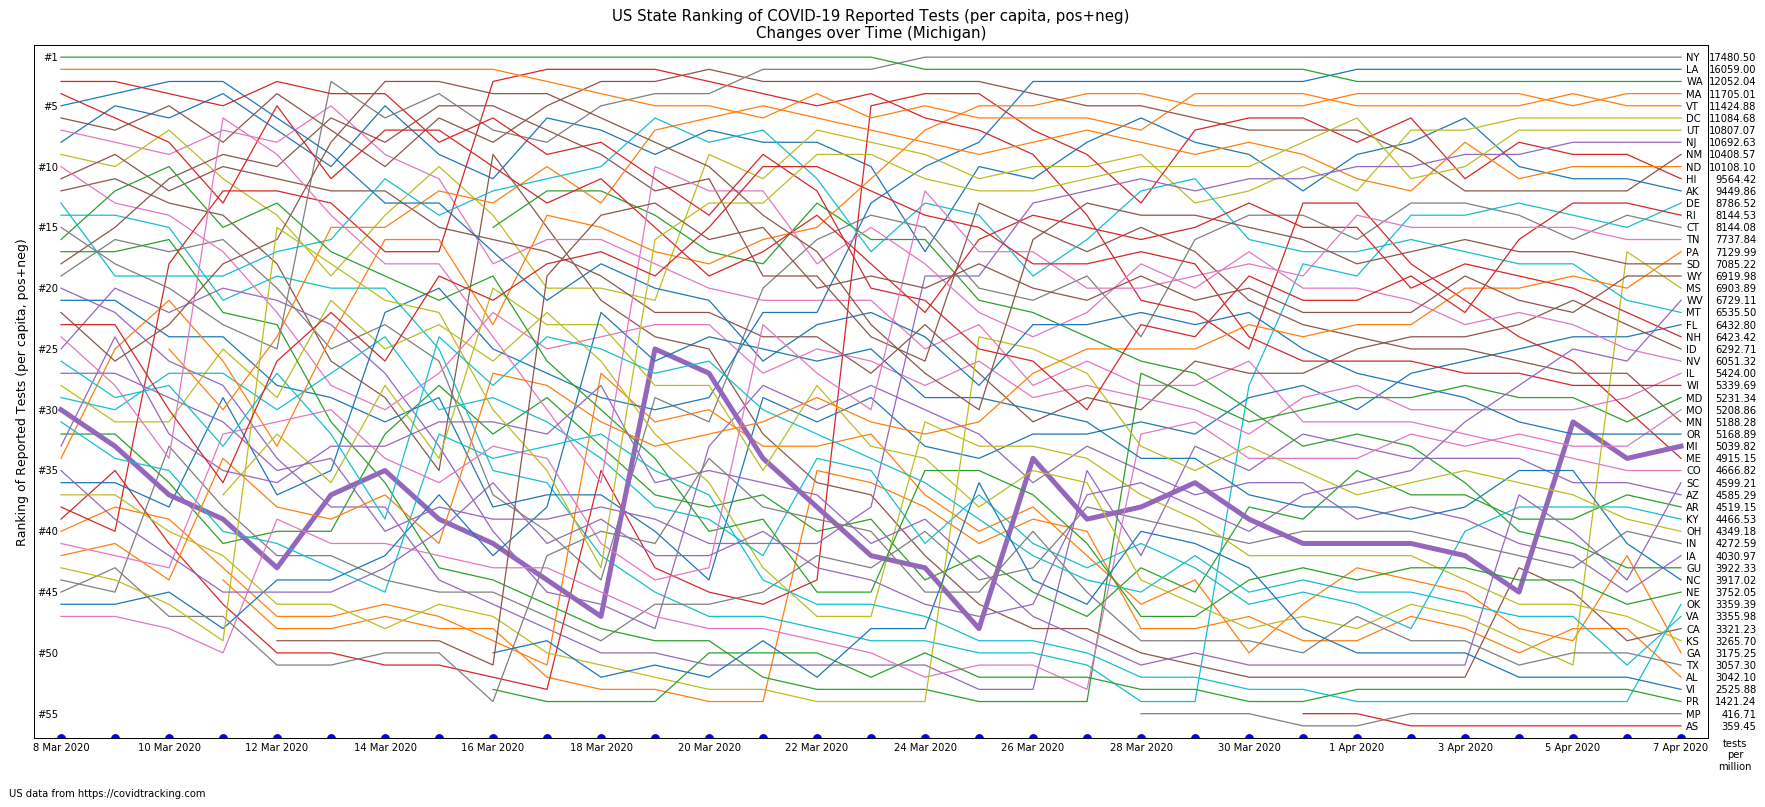 US State Ranking of COVID-19 Reported Tests (per capita, pos+neg)
Changes over Time (Michigan)
Ranking of Reported Tests (per capita, pos+neg)
#1
#5
#10
#15
#20
#25
#30
#35
#40
#45
#50
#55
NY 17480.50
LA 16059.00
WA 12052.04
MA 11705.01
VT 11424.88
DC 11084.68
UT 10807.07
NJ 10692.63
NM 10408.57
ND 10108.10
HI 9564.42
AK 9449.86
DE 8786.52
RI 8144.53
CT 8144.08
TN 7737.84
PA 7129.99
SD 7085.22
WY 6919.98
MS 6903.89
WV 6729.11
MT 6535.50
FL 6432.80
NH 6423.42
ID 6292.71
NV 6051.32
IL 5424.00
WI 5339.69
MD 5231.34
MO 5208.86
MN 5188.28
OR 5168.89
MI 5039.82
ME 4915.15
CO 4666.82
SC 4599.21
AZ 4585.29
AR 4519.15
KY 4466.53
OH 4349.18
IN 4272.59
IA 4030.97
GU 3922.33
NC 3917.02
NE 3752.05
OK 3359.39
VA 3355.98
CA 3321.23
KS 3265.70
GA 3175.25
TX 3057.30
AL 3042.10
VI 2525.88
PR 1421.24
MP 416.71
AS 359.45
8 Mar 2020 10 Mar 2020 12 Mar 2020 14 Mar 2020 16 Mar 2020 18 Mar 2020 20 Mar 2020 22 Mar 2020 24 Mar 2020 26 Mar 2020 28 Mar 2020 30 Mar 2020 1 Apr 2020 3 Apr 2020 5 Apr 2020 7 Apr 2020
tests
per
million
US data from https://covidtracking.com